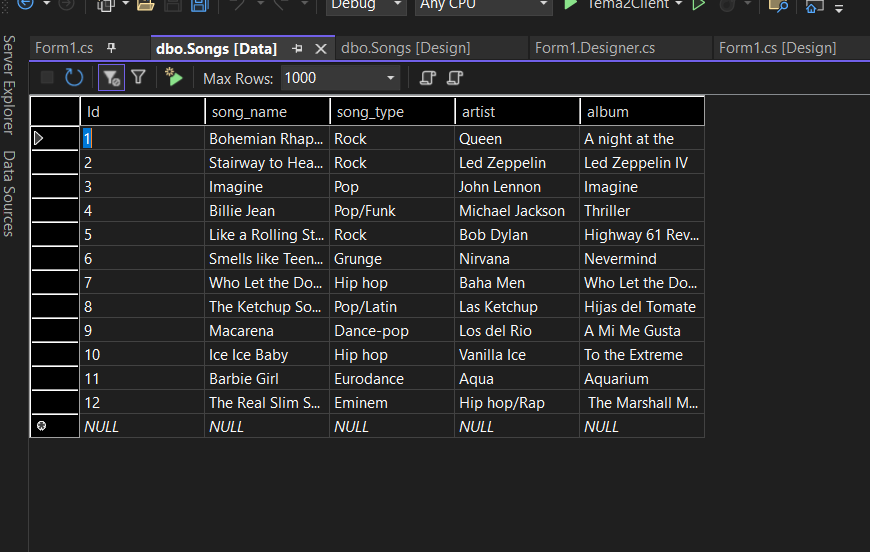 Debug Any CPU Tema2Client
Form1.cs dbo.Songs [Data] dbo.Songs [Design] Form1.Designer.cs Form1.cs [Design]
Server Explorer
Data Sources
Max Rows: 1000
Id song_name song_type artist album
1 Bohemian Rhap... Rock Queen A night at the
2 Stairway to Hea... Rock Led Zeppelin Led Zeppelin IV
3 Imagine Pop John Lennon Imagine
4 Billie Jean Pop/Funk Michael Jackson Thriller
5 Like a Rolling St... Rock Bob Dylan Highway 61 Rev...
6 Smells like Teen... Grunge Nirvana Nevermind
7 Who Let the Do... Hip hop Baha Men Who Let the Do...
8 The Ketchup So... Pop/Latin Las Ketchup Hijas del Tomate
9 Macarena Dance-pop Los del Rio A Mi Me Gusta
10 Ice Ice Baby Hip hop Vanilla Ice To the Extreme
11 Barbie Girl Eurodance Aqua Aquarium
12 The Real Slim S... Eminem Hip hop/Rap The Marshall M...
NULL NULL NULL NULL NULL